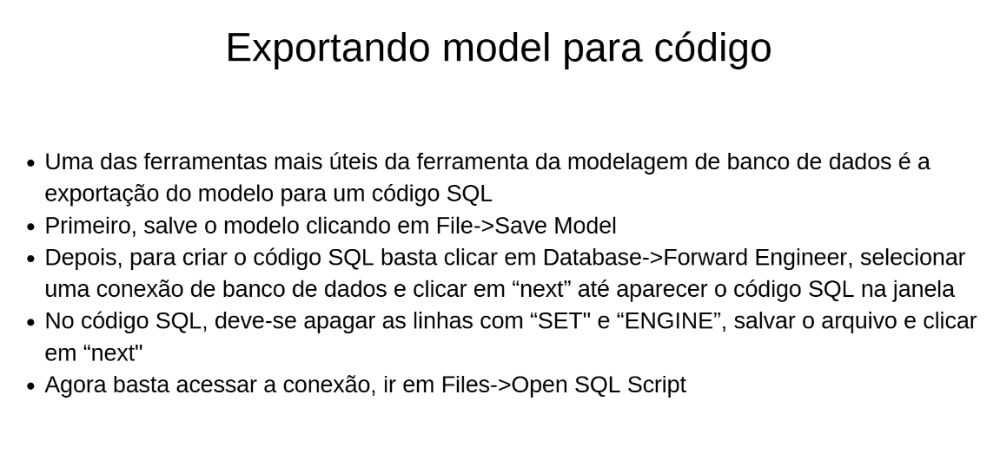 Exportando model para código
• Uma das ferramentas mais úteis da ferramenta da modelagem de banco de dados é a
exportação do modelo para um código SQL
• Primeiro, salve o modelo clicando em File->Save Model
• Depois, para criar o código SQL basta clicar em Database->Forward Engineer, selecionar
uma conexão de banco de dados e clicar em “next” até aparecer o código SQL na janela
• No código SQL, deve-se apagar as linhas com “SET" e “ENGINE”, salvar o arquivo e clicar
em “next"
• Agora basta acessar a conexão, ir em Files->Open SQL Script